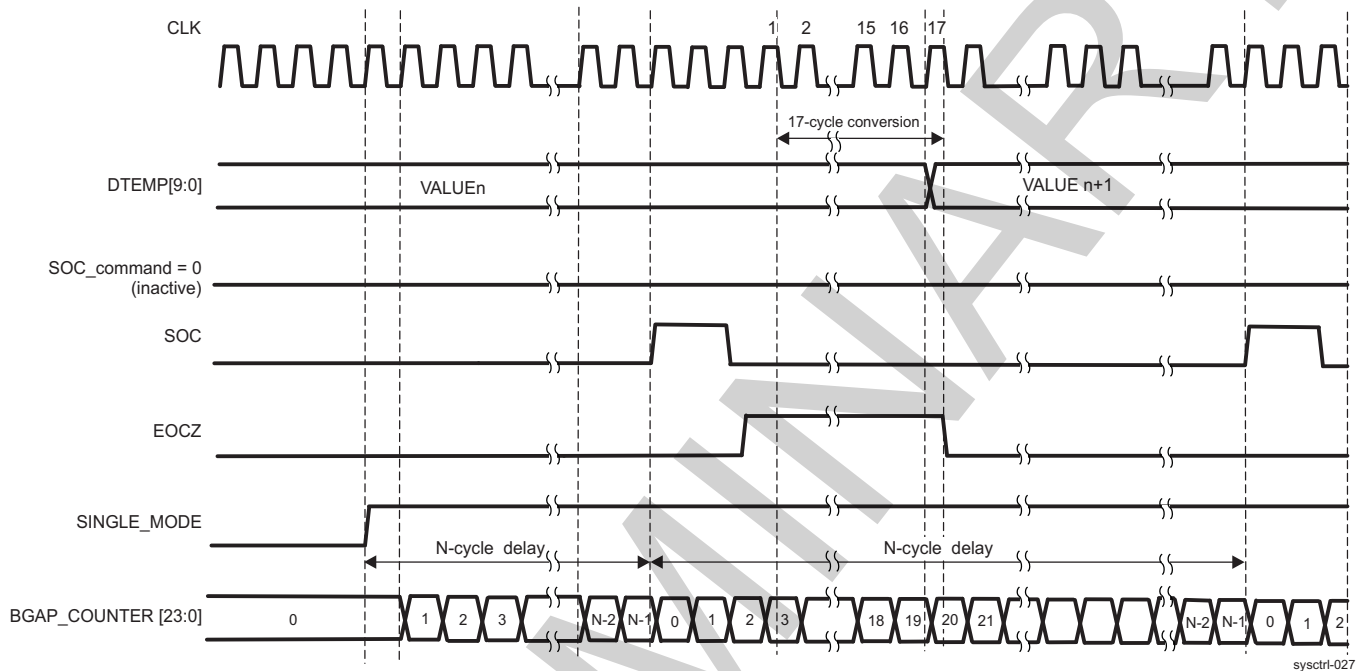 CLK
1 2 15 16 17
17-cycle conversion
DTEMP[9:0]
VALUEn
VALUE n+1
SOC_command = 0
(inactive)
SOC
EOCZ
SINGLE_MODE
N-cycle delay
N-cycle delay
BGAP_COUNTER [23:0]
0 1 2 3 N-2 N-1 0 1 2 3 18 19 20 21 N-2 N-1 0 1 2
sysctrl-027
MINAR